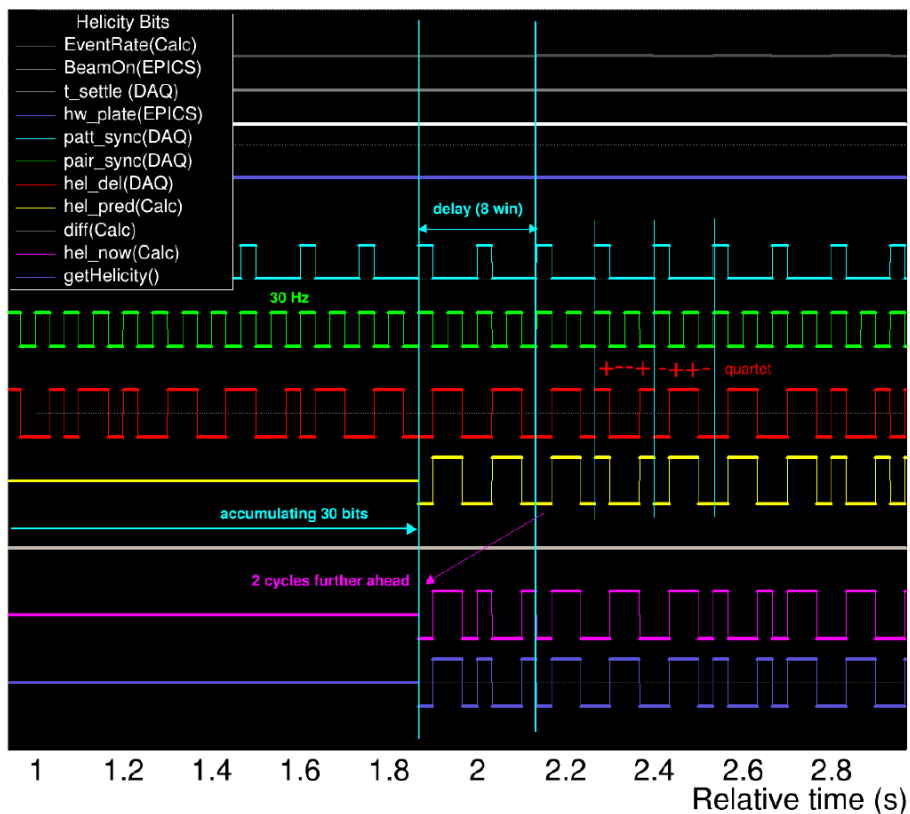 Helicity Bits
EventRate(Calc)
BeamOn(EPICS)
t_settle (DAQ)
hw_plate(EPICS)
patt_sync(DAQ)
pair_sync(DAQ)
hel_del(DAQ)
hel_pred(Calc)
diff(Calc)
hel_now(Calc)
getHelicity()
delay (8 win)
30 Hz
+--+ -++- quartet
accumulating 30 bits
2 cycles further ahead
1 1.2 1.4 1.6 1.8 2 2.2 2.4 2.6 2.8
Relative time (s)